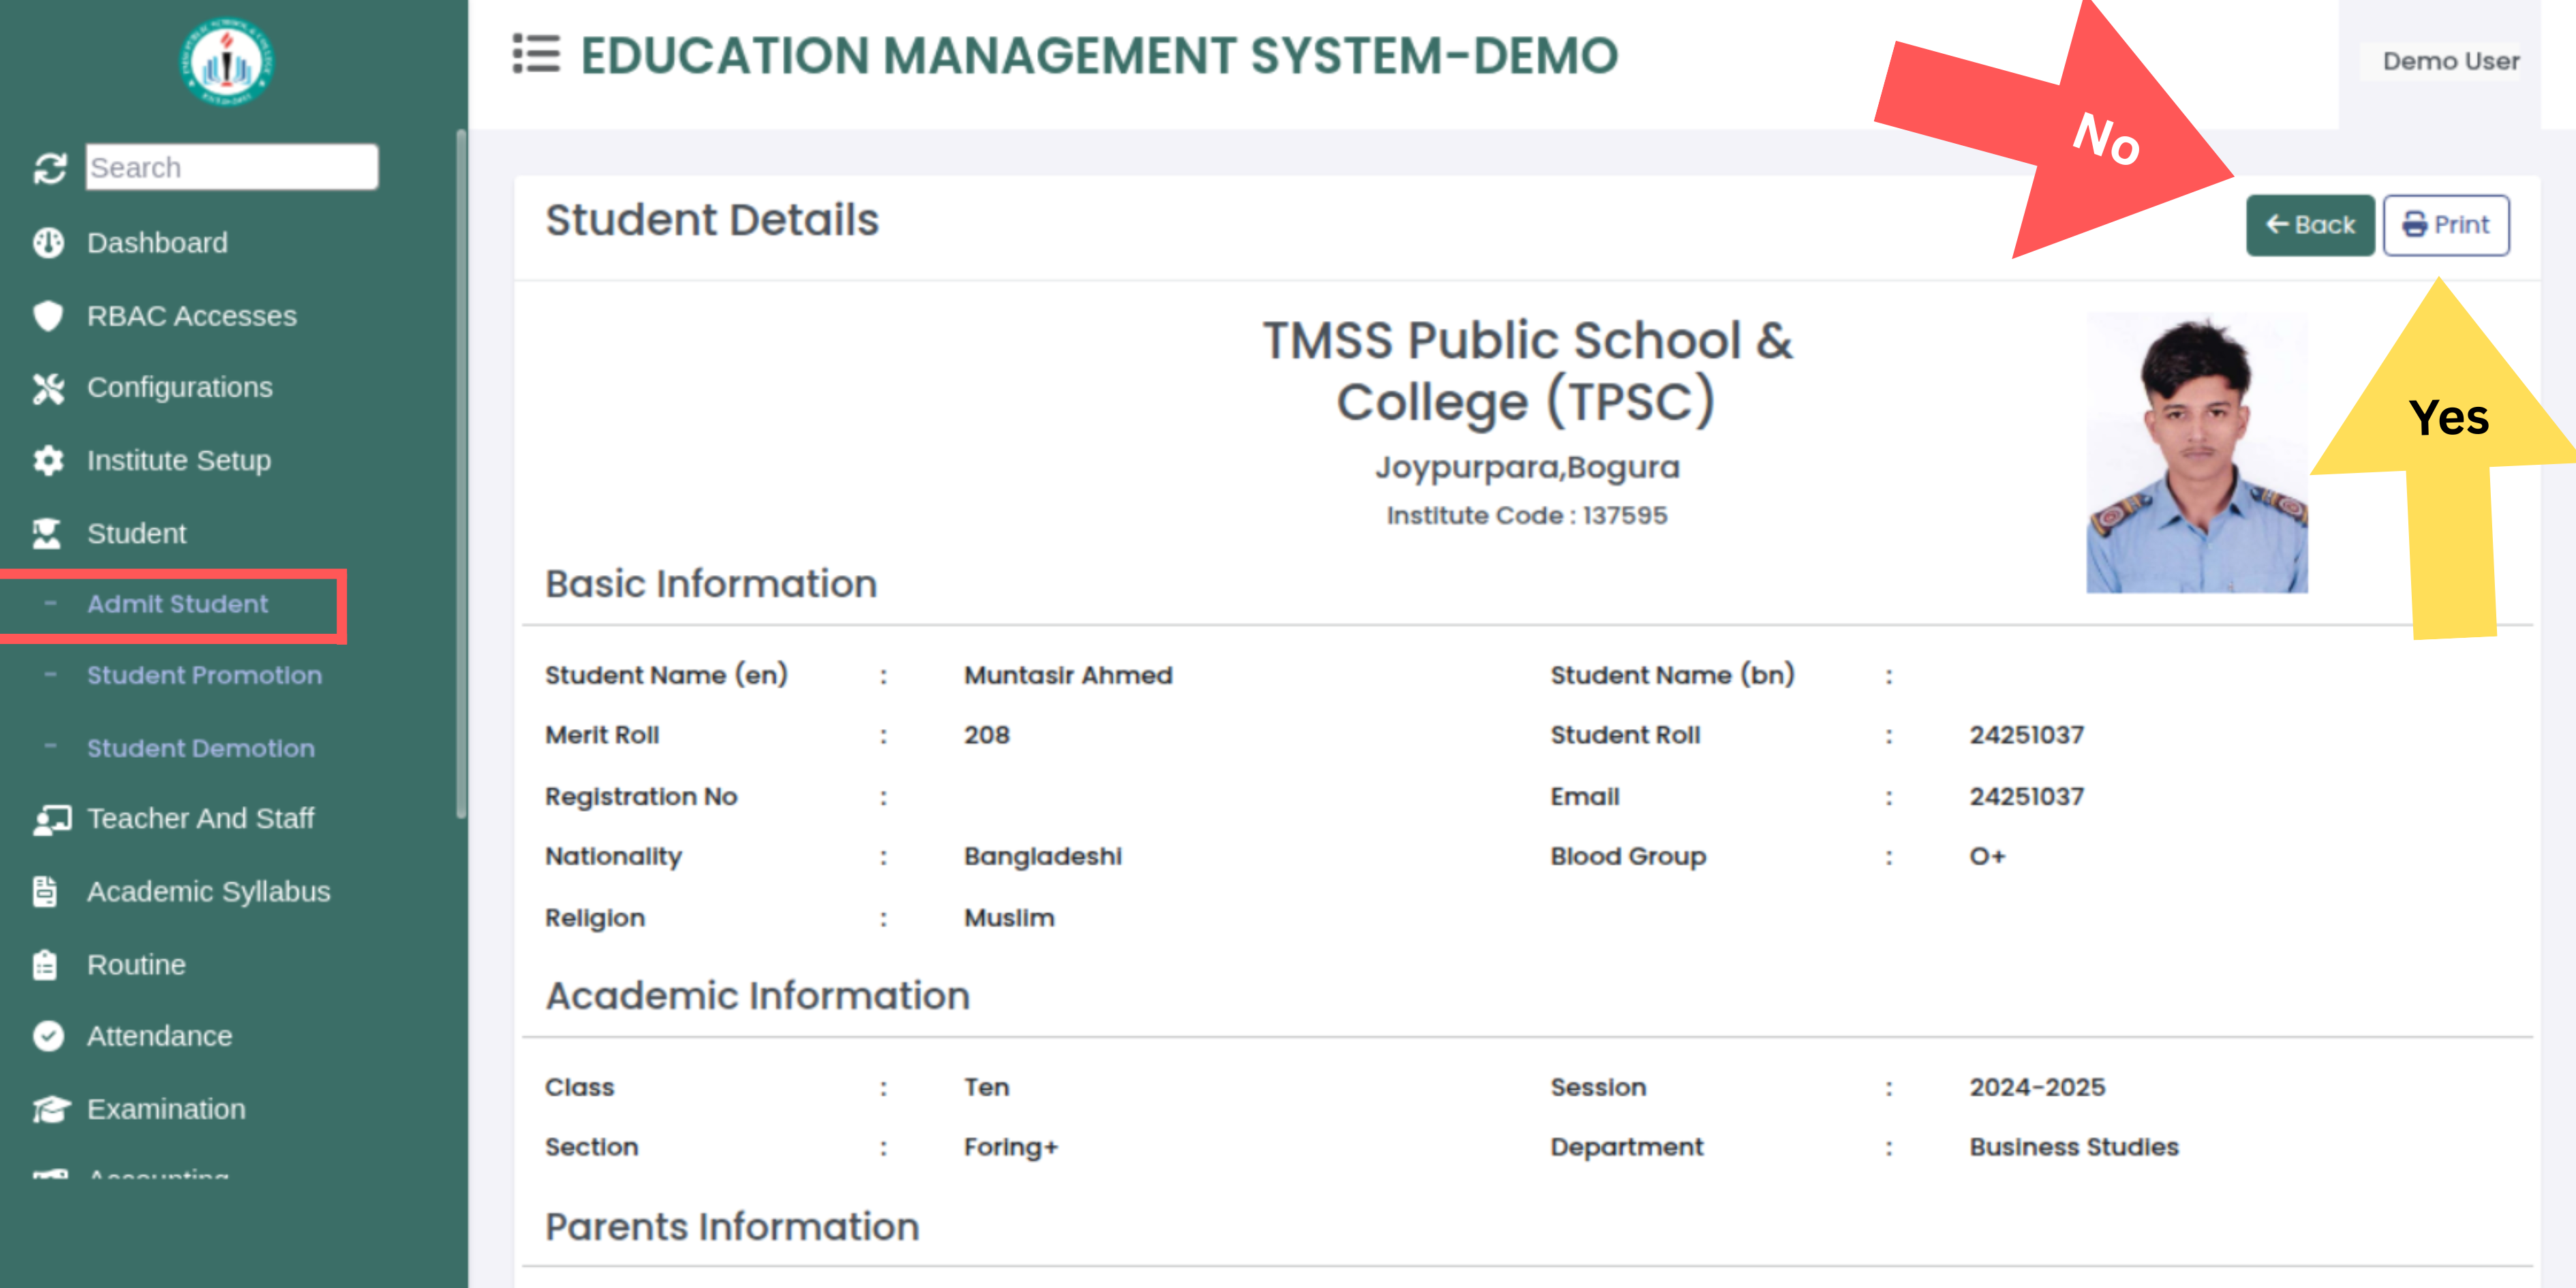 EDUCATION MANAGEMENT SYSTEM-DEMO
Demo User
No
Search
Dashboard
RBAC Accesses
Configurations
Institute Setup
Student
- Admit Student
- Student Promotion
- Student Demotion
Teacher And Staff
Academic Syllabus
Routine
Attendance
Examination
Accounting
Student Details
Back
Print
Yes
TMSS Public School &
College (TPSC)
Joypurpara,Bogura
Institute Code : 137595
Basic Information
Student Name (en) : Muntasir Ahmed Student Name (bn) :
Merit Roll : 208 Student Roll : 24251037
Registration No : Email : 24251037
Nationality : Bangladeshi Blood Group : O+
Religion : Muslim
Academic Information
Class : Ten Session : 2024-2025
Section : Foring+ Department : Business Studies
Parents Information